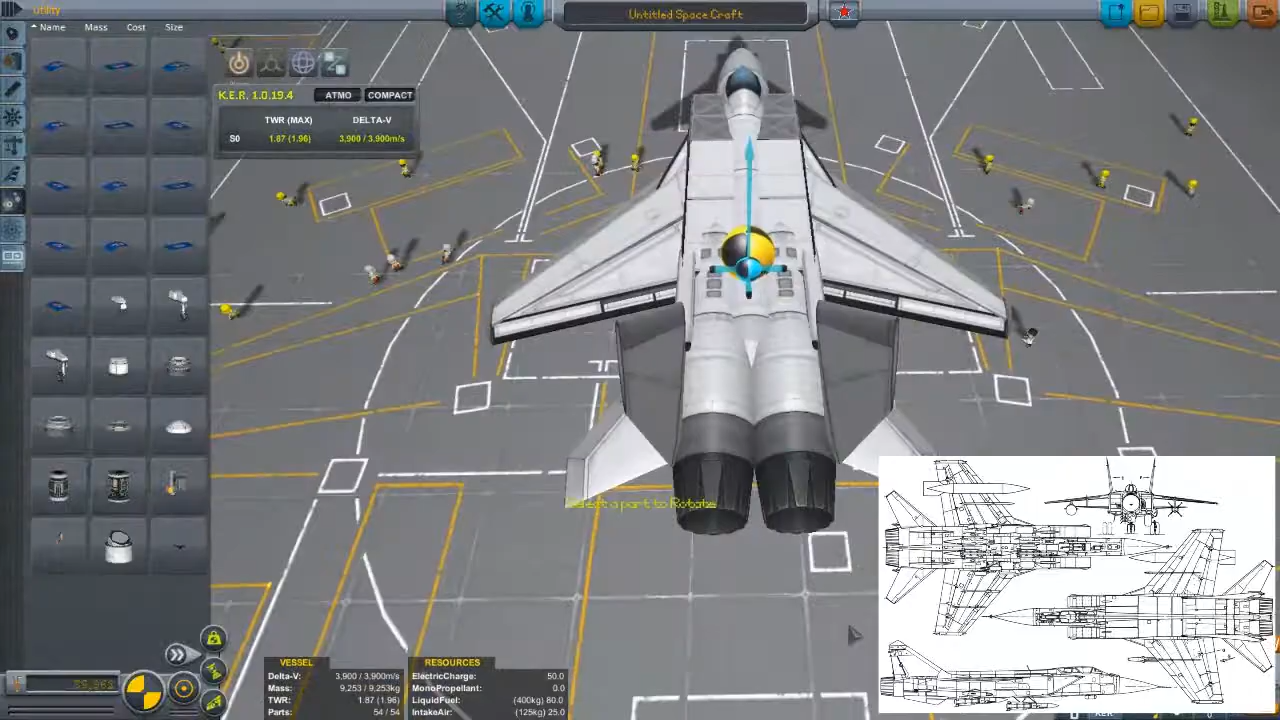 Utility
Untitled Space Craft
Name Mass Cost Size
K.E.R. 1.0.19.4 ATMO COMPACT
TWR (MAX) DELTA-V
S0 1.87 (1.96) 3,900 / 3,900m/s
Select a part to Rotate
VESSEL
Delta-V: 3,900 / 3,900m/s
Mass: 9,253 / 9,253kg
TWR: 1.87 (1.96)
Parts: 54 / 54
RESOURCES
ElectricCharge: 50.0
MonoPropellant: 0.0
LiquidFuel: (400kg) 80.0
IntakeAir: (125kg) 25.0